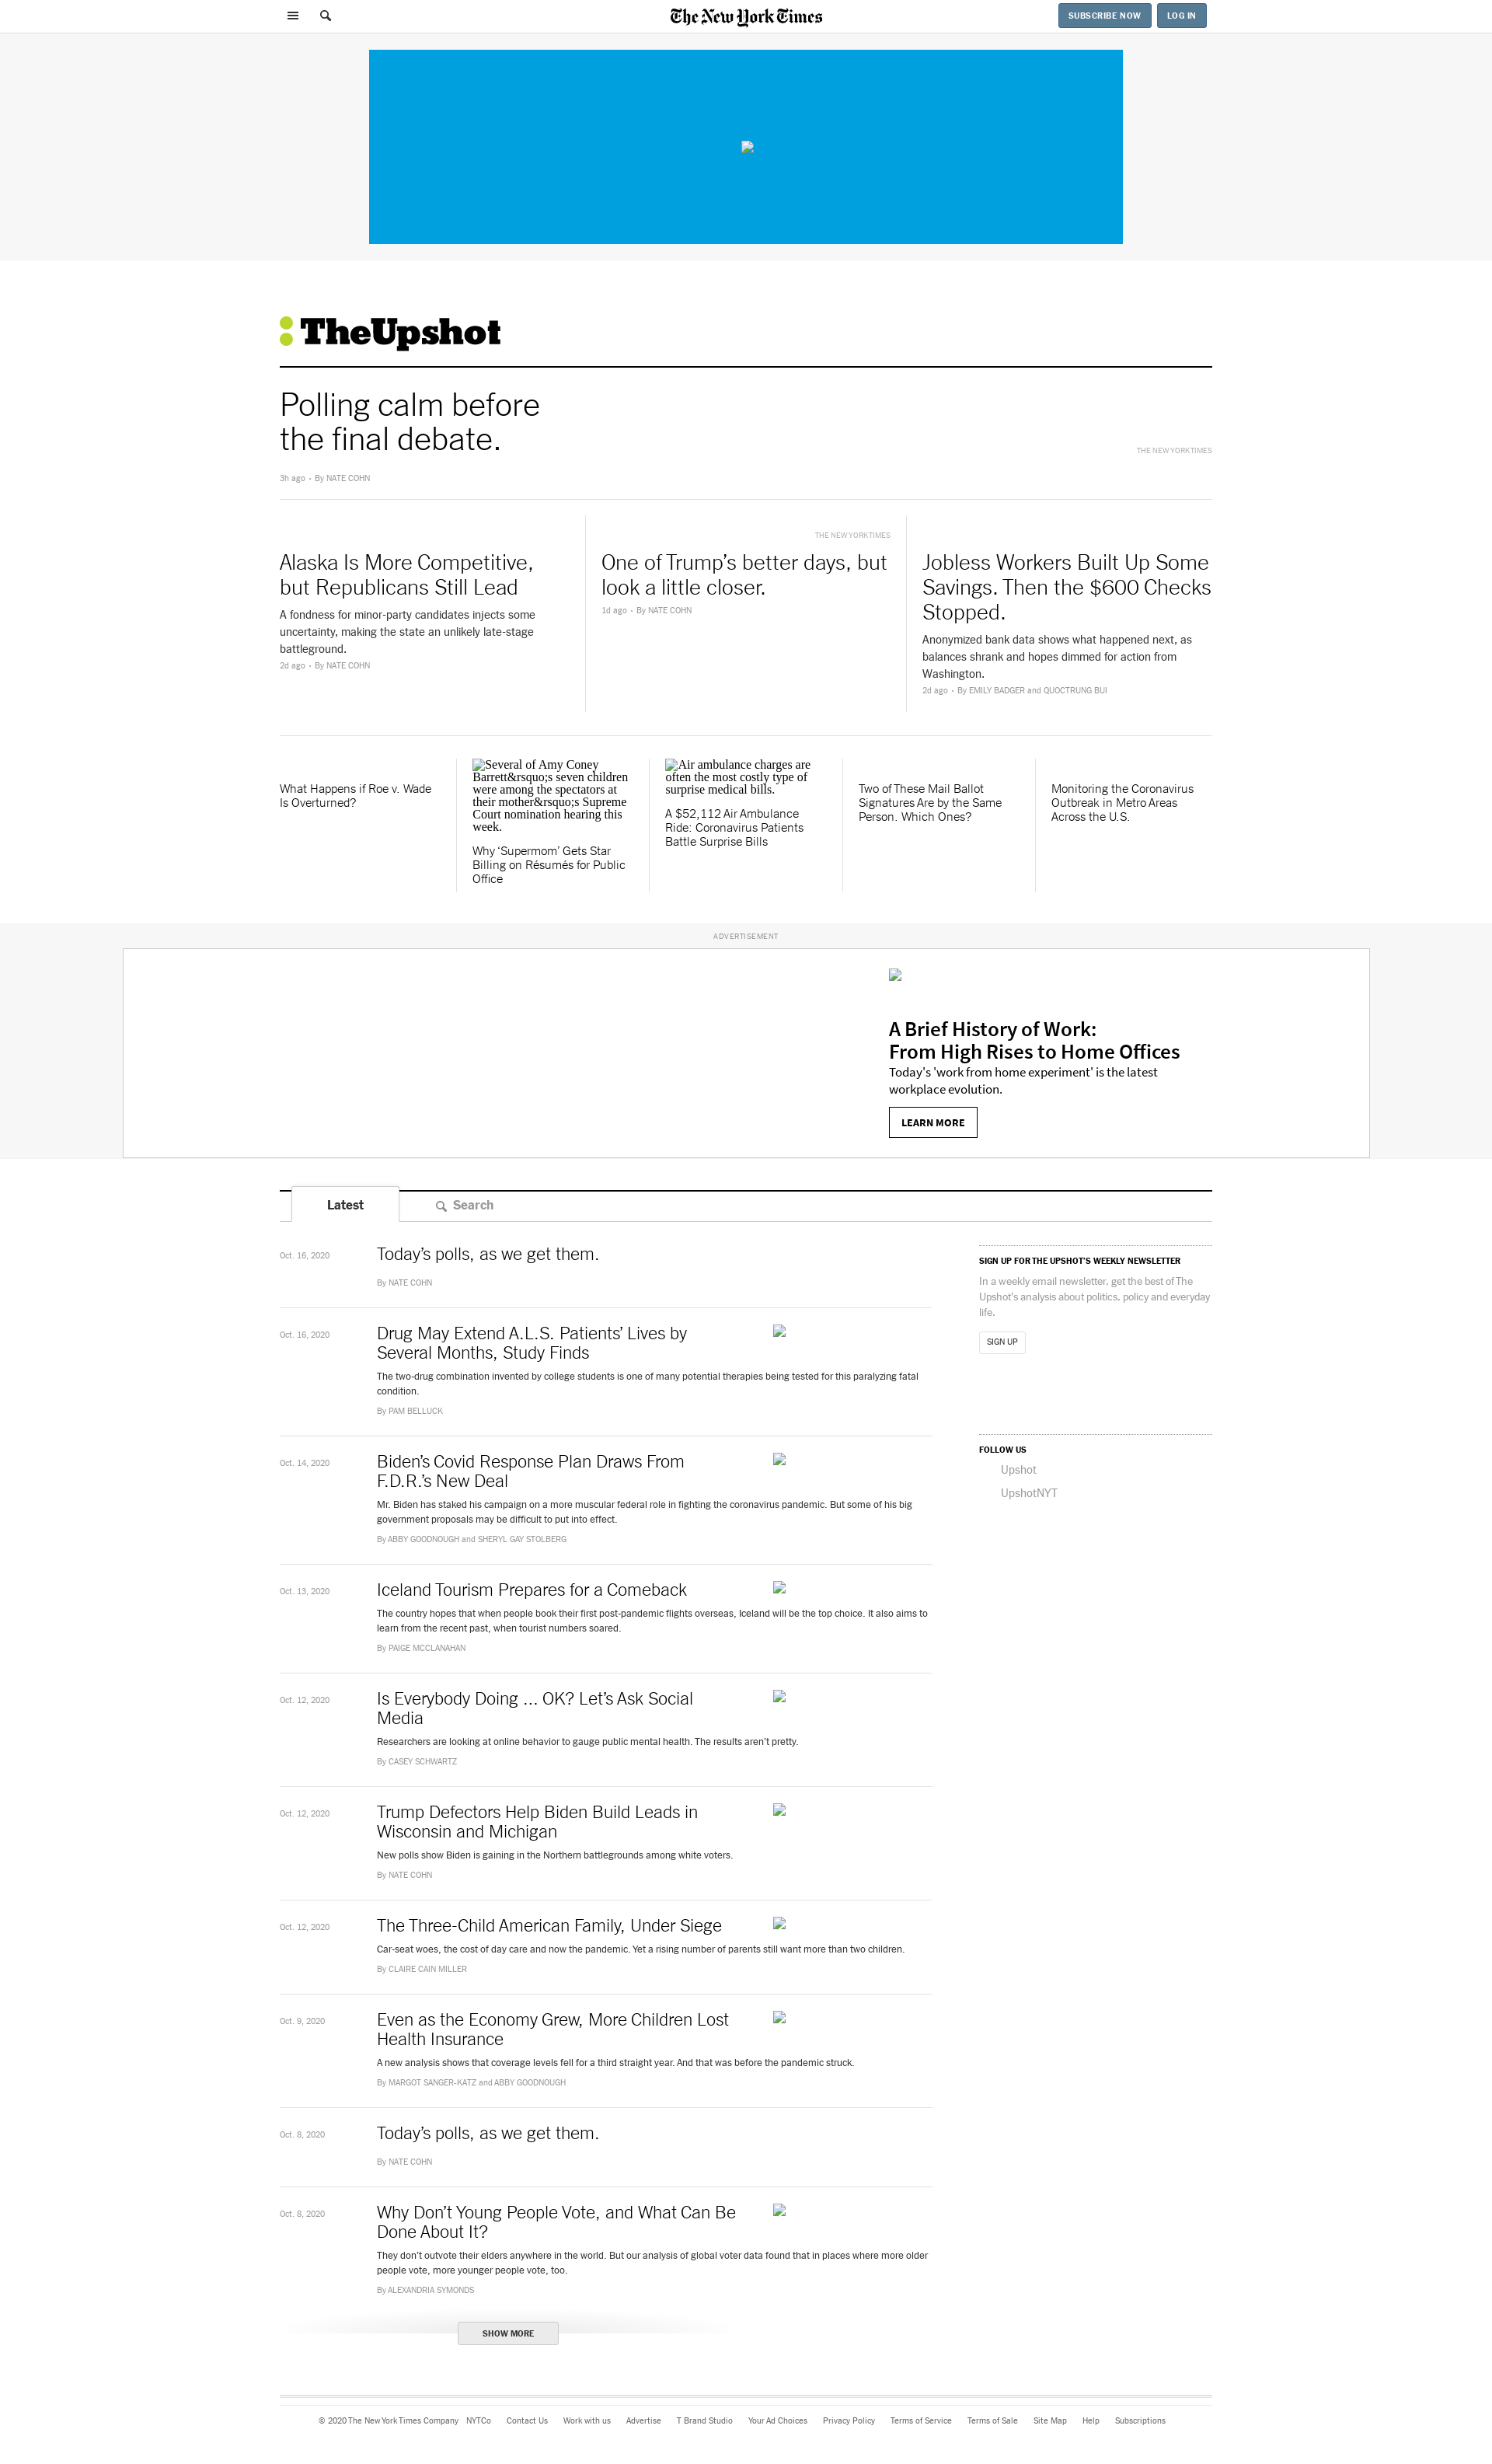 The New York Times
SUBSCRIBE NOW
LOG IN
TheUpshot
Polling calm before
the final debate.
THE NEW YORK TIMES
3h ago • By NATE COHN
Alaska Is More Competitive,
but Republicans Still Lead
A fondness for minor-party candidates injects some
uncertainty, making the state an unlikely late-stage
battleground.
2d ago • By NATE COHN
THE NEW YORK TIMES
One of Trump’s better days, but
look a little closer.
1d ago • By NATE COHN
Jobless Workers Built Up Some
Savings. Then the $600 Checks
Stopped.
Anonymized bank data shows what happened next, as
balances shrank and hopes dimmed for action from
Washington.
2d ago • By EMILY BADGER and QUOCTRUNG BUI
What Happens if Roe v. Wade
Is Overturned?
Several of Amy Coney
Barrett&rsquo;s seven children
were among the spectators at
their mother&rsquo;s Supreme
Court nomination hearing this
week.
Why ‘Supermom’ Gets Star
Billing on Résumés for Public
Office
Air ambulance charges are
often the most costly type of
surprise medical bills.
A $52,112 Air Ambulance
Ride: Coronavirus Patients
Battle Surprise Bills
Two of These Mail Ballot
Signatures Are by the Same
Person. Which Ones?
Monitoring the Coronavirus
Outbreak in Metro Areas
Across the U.S.
ADVERTISEMENT
A Brief History of Work:
From High Rises to Home Offices
Today's 'work from home experiment' is the latest
workplace evolution.
LEARN MORE
Latest
Search
Oct. 16, 2020
Today’s polls, as we get them.
By NATE COHN
Oct. 16, 2020
Drug May Extend A.L.S. Patients’ Lives by
Several Months, Study Finds
The two-drug combination invented by college students is one of many potential therapies being tested for this paralyzing fatal
condition.
By PAM BELLUCK
Oct. 14, 2020
Biden’s Covid Response Plan Draws From
F.D.R.’s New Deal
Mr. Biden has staked his campaign on a more muscular federal role in fighting the coronavirus pandemic. But some of his big
government proposals may be difficult to put into effect.
By ABBY GOODNOUGH and SHERYL GAY STOLBERG
Oct. 13, 2020
Iceland Tourism Prepares for a Comeback
The country hopes that when people book their first post-pandemic flights overseas, Iceland will be the top choice. It also aims to
learn from the recent past, when tourist numbers soared.
By PAIGE MCCLANAHAN
Oct. 12, 2020
Is Everybody Doing ... OK? Let’s Ask Social
Media
Researchers are looking at online behavior to gauge public mental health. The results aren’t pretty.
By CASEY SCHWARTZ
Oct. 12, 2020
Trump Defectors Help Biden Build Leads in
Wisconsin and Michigan
New polls show Biden is gaining in the Northern battlegrounds among white voters.
By NATE COHN
Oct. 12, 2020
The Three-Child American Family, Under Siege
Car-seat woes, the cost of day care and now the pandemic. Yet a rising number of parents still want more than two children.
By CLAIRE CAIN MILLER
Oct. 9, 2020
Even as the Economy Grew, More Children Lost
Health Insurance
A new analysis shows that coverage levels fell for a third straight year. And that was before the pandemic struck.
By MARGOT SANGER-KATZ and ABBY GOODNOUGH
Oct. 8, 2020
Today’s polls, as we get them.
By NATE COHN
Oct. 8, 2020
Why Don’t Young People Vote, and What Can Be
Done About It?
They don’t outvote their elders anywhere in the world. But our analysis of global voter data found that in places where more older
people vote, more younger people vote, too.
By ALEXANDRIA SYMONDS
SHOW MORE
SIGN UP FOR THE UPSHOT'S WEEKLY NEWSLETTER
In a weekly email newsletter, get the best of The
Upshot's analysis about politics, policy and everyday
life.
SIGN UP
FOLLOW US
Upshot
UpshotNYT
© 2020 The New York Times Company NYTCo Contact Us Work with us Advertise T Brand Studio Your Ad Choices Privacy Policy Terms of Service Terms of Sale Site Map Help Subscriptions